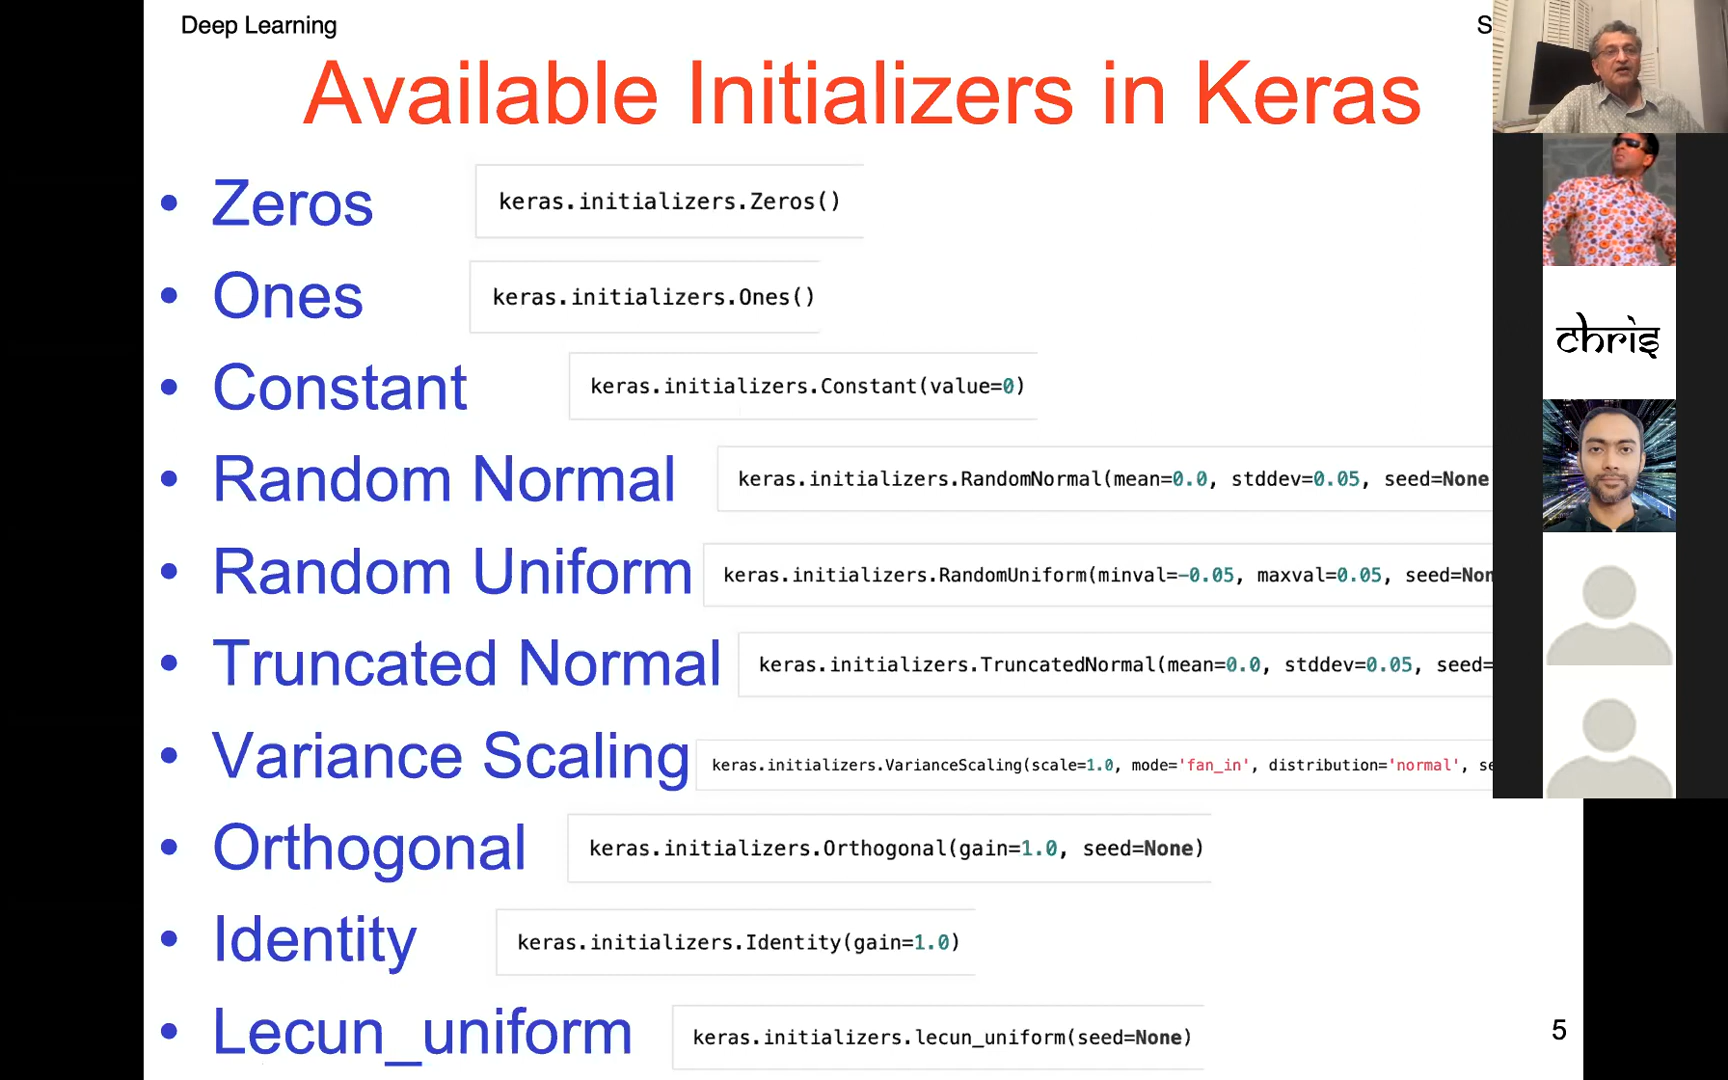 Deep Learning
S
Available Initializers in Keras
• Zeros
keras.initializers.Zeros()
• Ones
keras.initializers.Ones()
• Constant
keras.initializers.Constant(value=0)
• Random Normal
keras.initializers.RandomNormal(mean=0.0, stddev=0.05, seed=None
• Random Uniform
keras.initializers.RandomUniform(minval=-0.05, maxval=0.05, seed=Non
• Truncated Normal
keras.initializers.TruncatedNormal(mean=0.0, stddev=0.05, seed=
• Variance Scaling
keras.initializers.VarianceScaling(scale=1.0, mode='fan_in', distribution='normal', se
• Orthogonal
keras.initializers.Orthogonal(gain=1.0, seed=None)
• Identity
keras.initializers.Identity(gain=1.0)
• Lecun_uniform
keras.initializers.lecun_uniform(seed=None)
5
chris